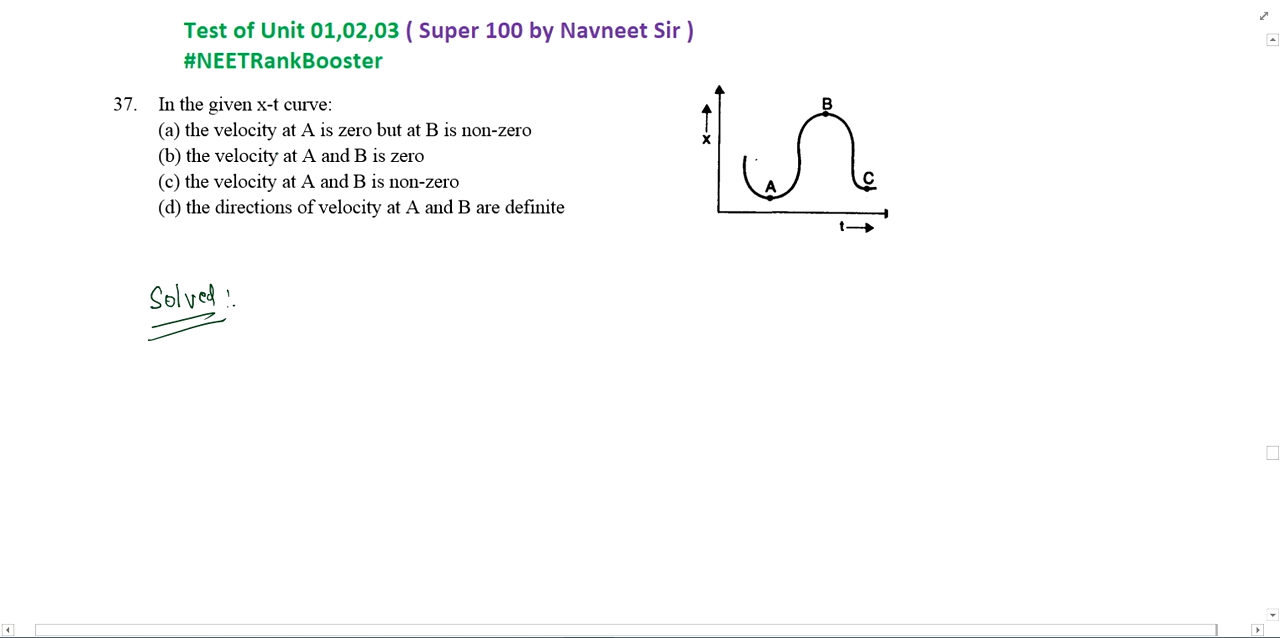 Test of Unit 01,02,03 ( Super 100 by Navneet Sir )
#NEETRankBooster
37. In the given x-t curve:
(a) the velocity at A is zero but at B is non-zero
(b) the velocity at A and B is zero
(c) the velocity at A and B is non-zero
(d) the directions of velocity at A and B are definite
B
x
A
C
t
Solved :.